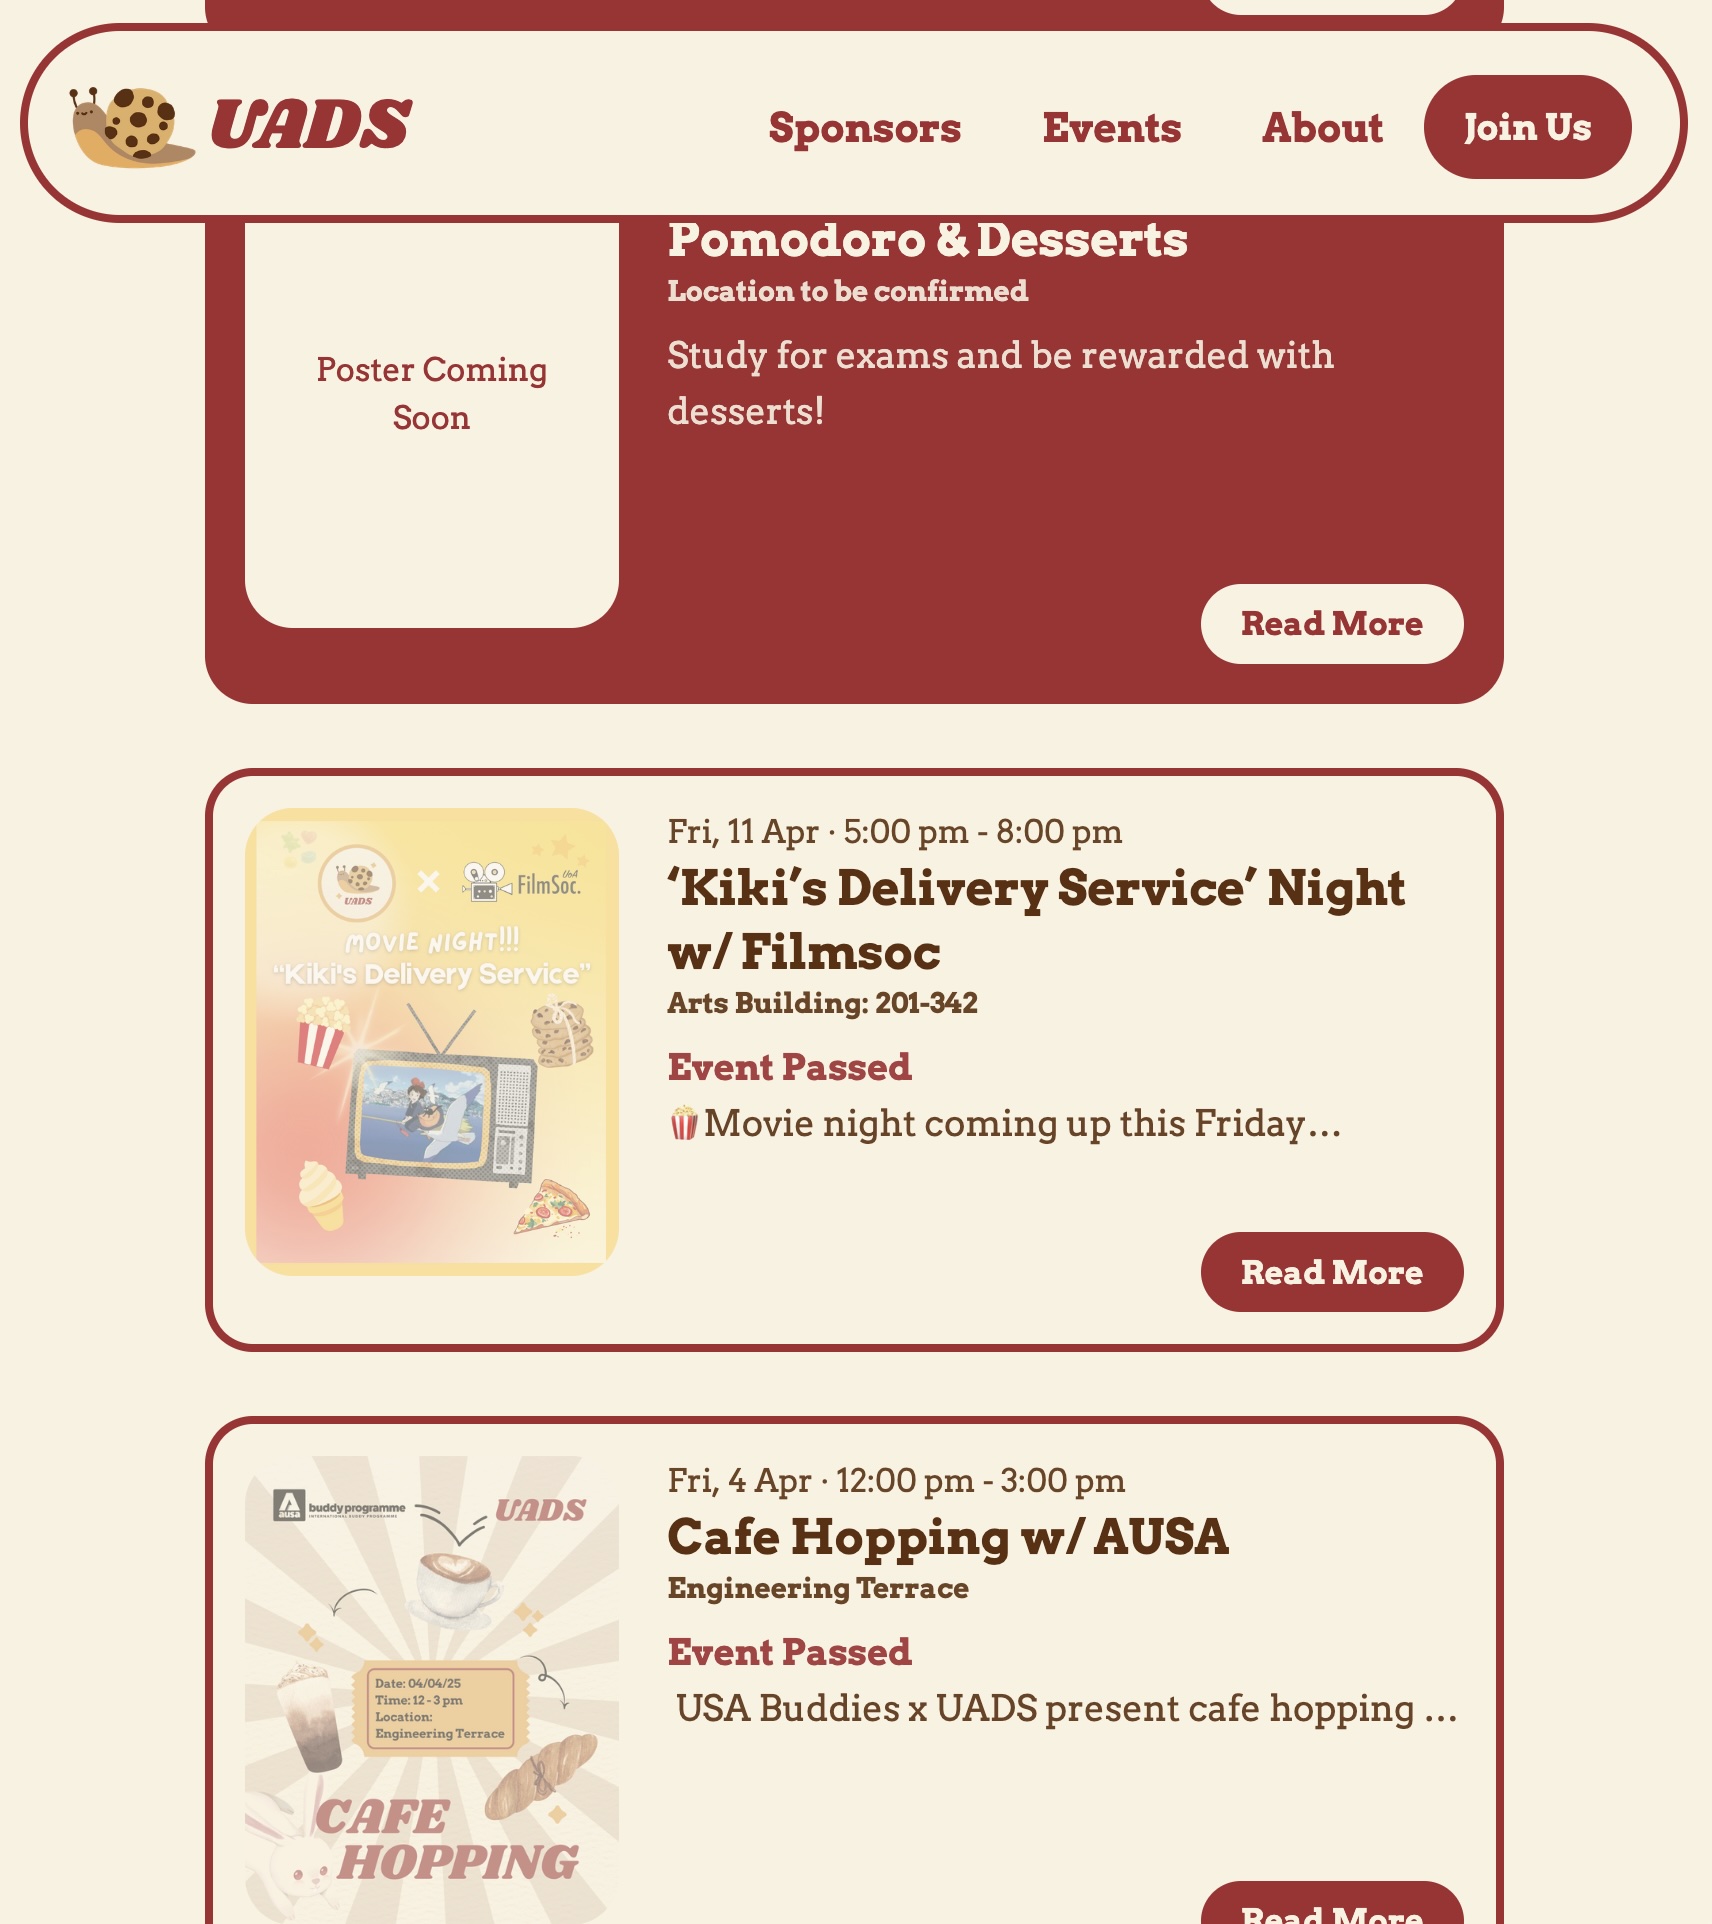 UADS
Sponsors
Events
About
Join Us
Pomodoro & Desserts
Location to be confirmed
Poster Coming
Soon
Study for exams and be rewarded with
desserts!
Read More
UADS
×
UoA
FilmSoc.
MOVIE NIGHT!!!
“Kiki's Delivery Service”
Fri, 11 Apr · 5:00 pm - 8:00 pm
‘Kiki’s Delivery Service’ Night
w/ Filmsoc
Arts Building: 201-342
Event Passed
🍿Movie night coming up this Friday…
Read More
ausa
buddy programme
INTERNATIONAL BUDDY PROGRAMME
UADS
Date: 04/04/25
Time: 12 - 3 pm
Location:
Engineering Terrace
CAFE
HOPPING
Fri, 4 Apr · 12:00 pm - 3:00 pm
Cafe Hopping w/ AUSA
Engineering Terrace
Event Passed
USA Buddies x UADS present cafe hopping …
Read More